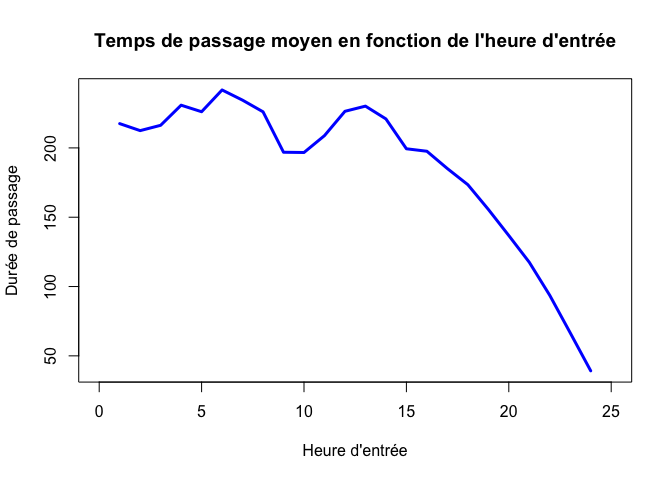 Temps de passage moyen en fonction de l'heure d'entrée
Durée de passage
200
150
100
50
0 5 10 15 20 25
Heure d'entrée